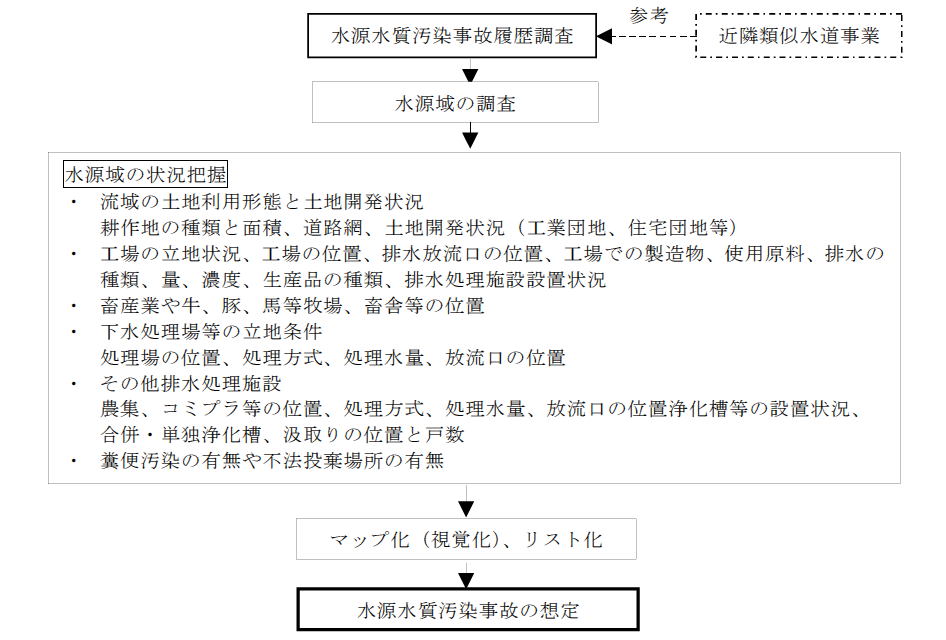 参考
水源水質汚染事故履歴調査
近隣類似水道事業
水源域の調査
水源域の状況把握
・ 流域の土地利用形態と土地開発状況
耕作地の種類と面積、道路網、土地開発状況（工業団地、住宅団地等）
・ 工場の立地状況、工場の位置、排水放流口の位置、工場での製造物、使用原料、排水の
種類、量、濃度、生産品の種類、排水処理施設設置状況
・ 畜産業や牛、豚、馬等牧場、畜舎等の位置
・ 下水処理場等の立地条件
処理場の位置、処理方式、処理水量、放流口の位置
・ その他排水処理施設
農集、コミプラ等の位置、処理方式、処理水量、放流口の位置浄化槽等の設置状況、
合併・単独浄化槽、汲取りの位置と戸数
・ 糞便汚染の有無や不法投棄場所の有無
マップ化（視覚化）、リスト化
水源水質汚染事故の想定